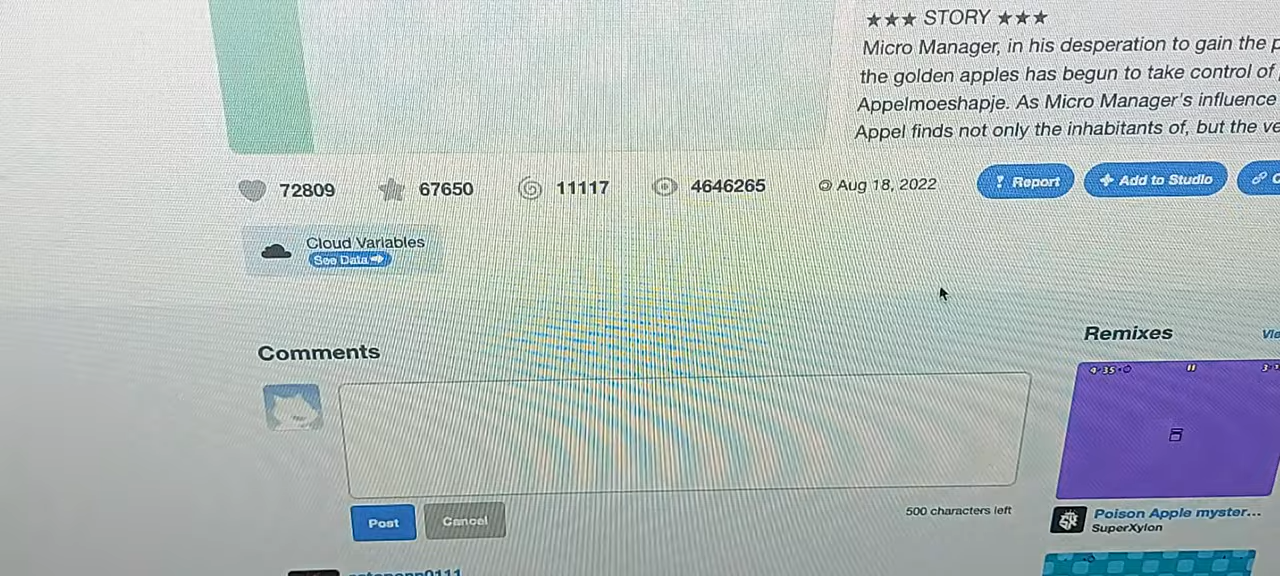 ★★★ STORY ★★★
Micro Manager, in his desperation to gain the
the golden apples has begun to take control of
Appelmoeshapje. As Micro Manager's influence
Appel finds not only the inhabitants of, but the
72809 67650 11117 4646265 © Aug 18, 2022 Report Add to Studio
Cloud Variables
See Data
Comments
Remixes
Post Cancel
500 characters left
Poison Apple myster...
SuperXylon